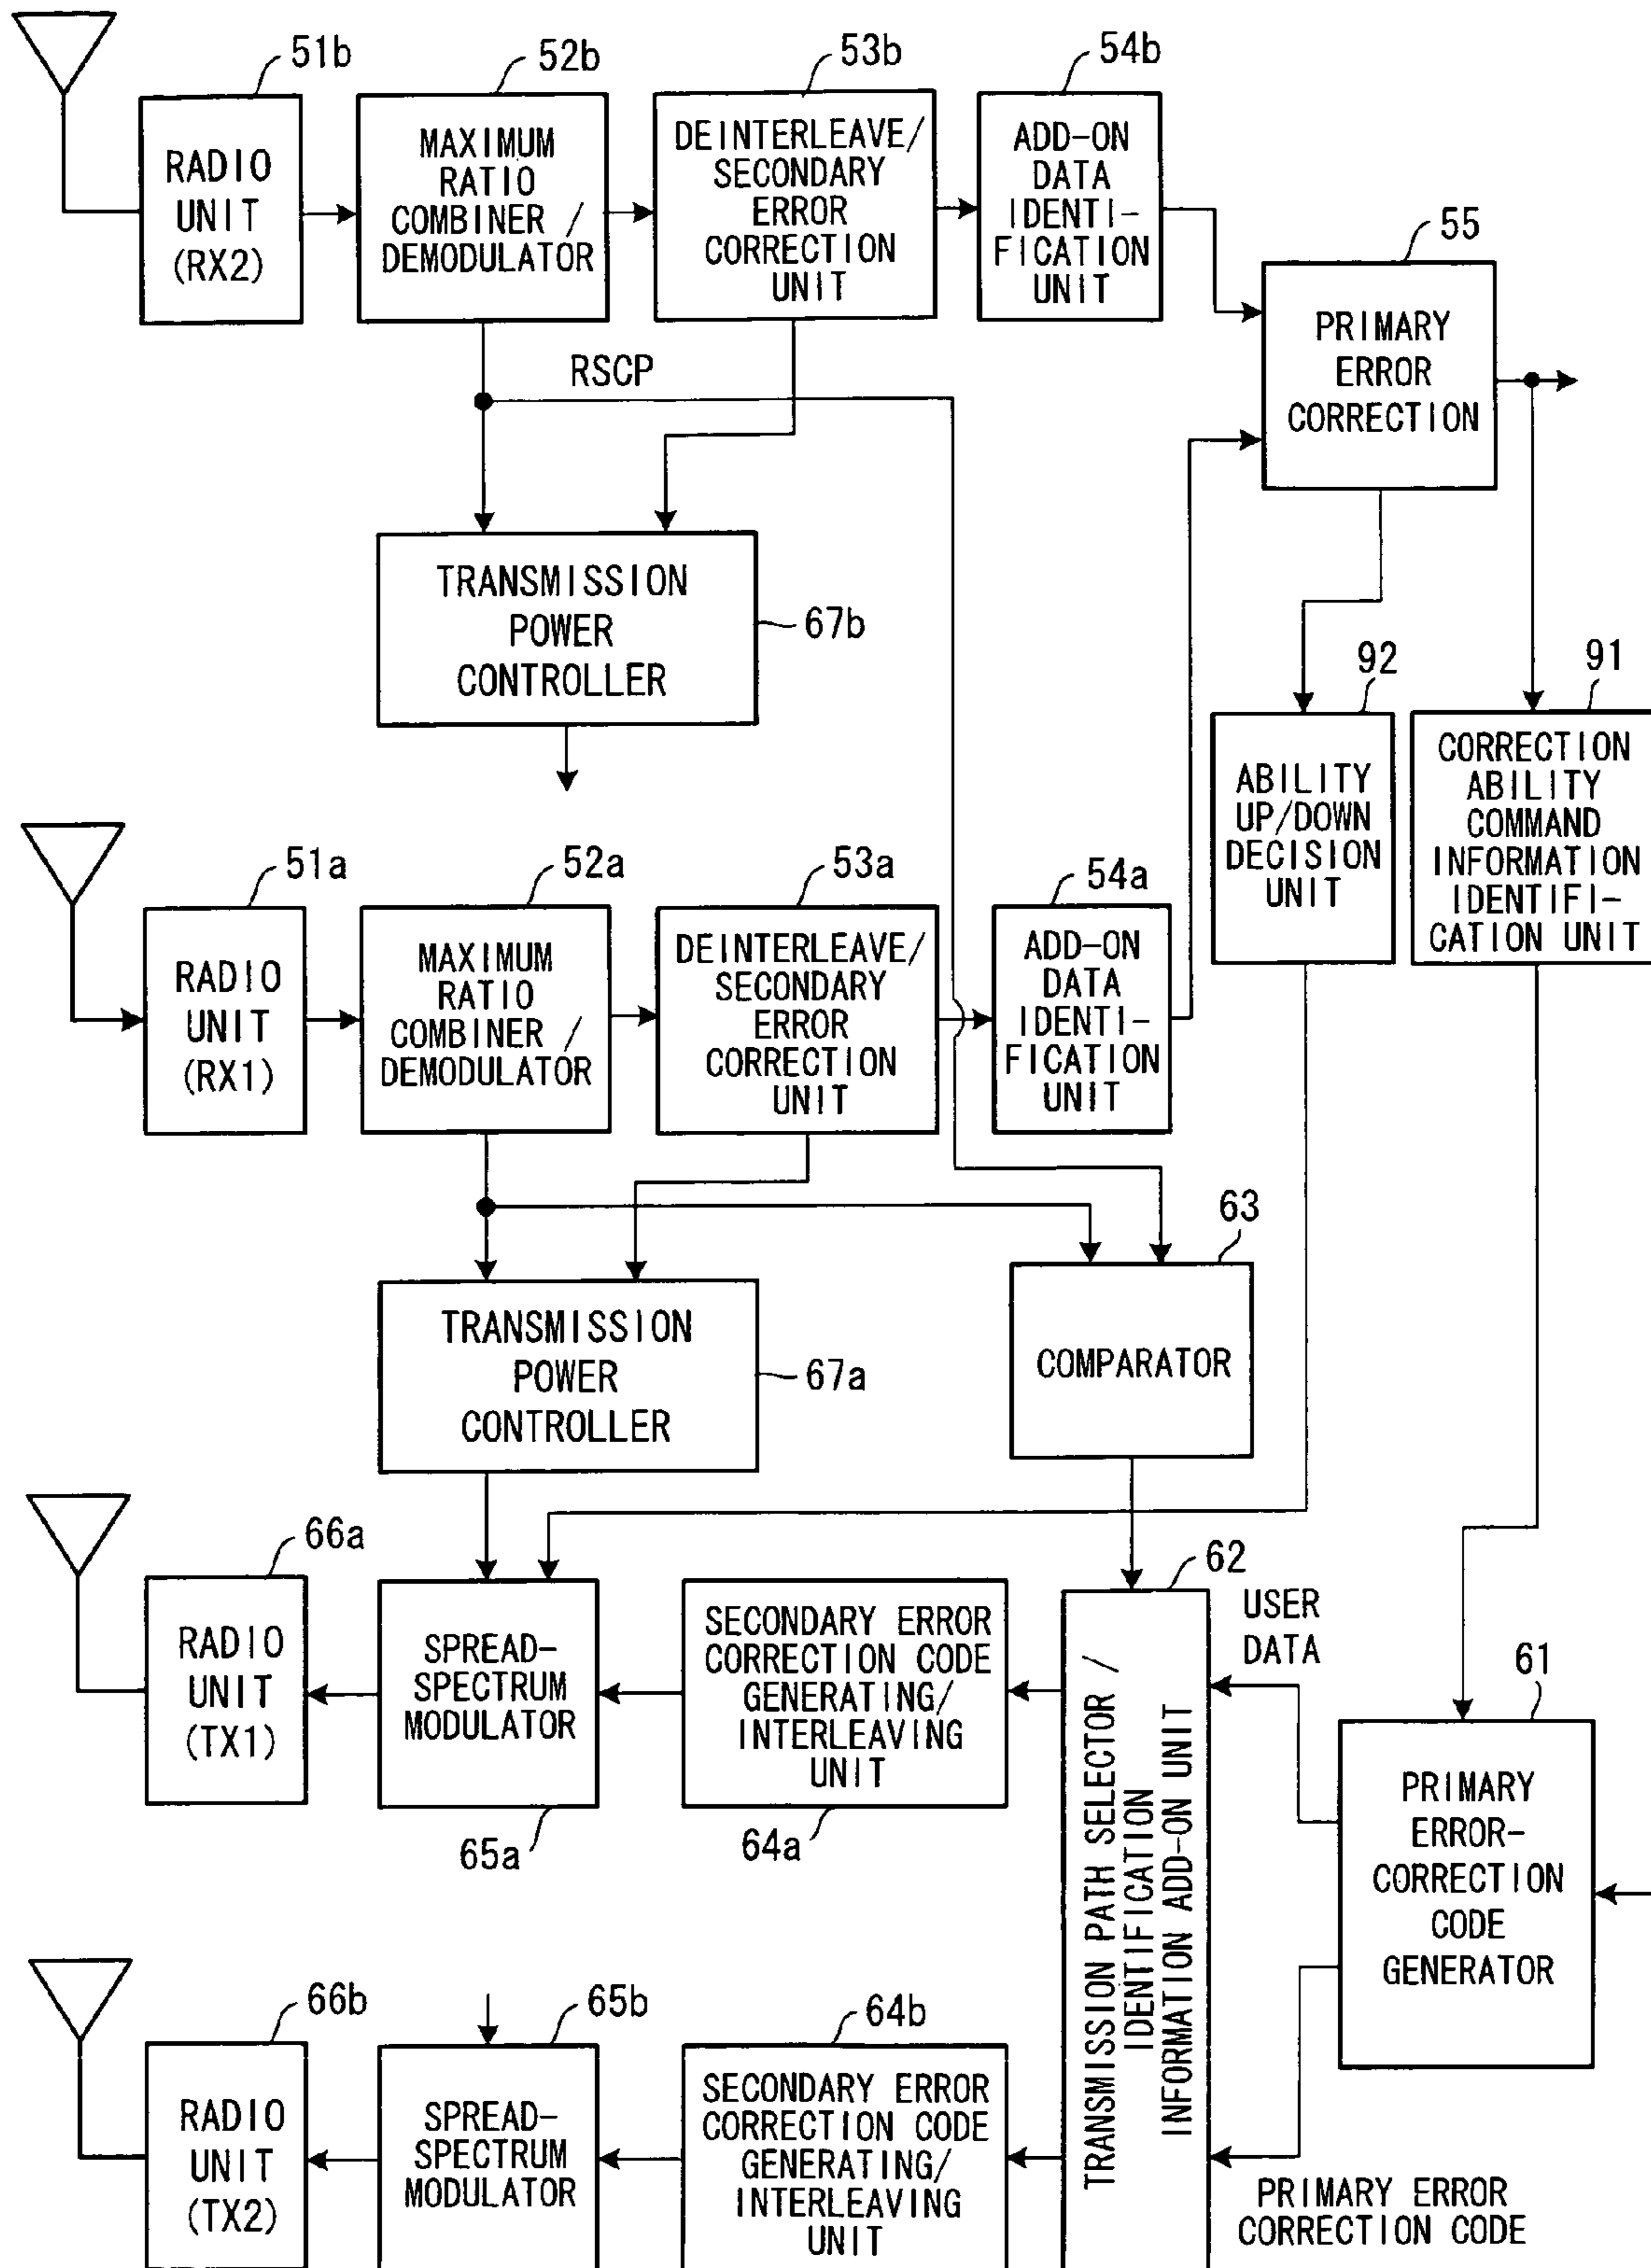 51b
RADIO
UNIT
(RX2)
52b
MAXIMUM
RATIO
COMBINER /
DEMODULATOR
53b
DEINTERLEAVE/
SECONDARY
ERROR
CORRECTION
UNIT
54b
ADD-ON
DATA
IDENTI-
FICATION
UNIT
55
PRIMARY
ERROR
CORRECTION
RSCP
TRANSMISSION
POWER
CONTROLLER
67b
92
ABILITY
UP/DOWN
DECISION
UNIT
91
CORRECTION
ABILITY
COMMAND
INFORMATION
IDENTIFI-
CATION UNIT
51a
RADIO
UNIT
(RX1)
52a
MAXIMUM
RATIO
COMBINER /
DEMODULATOR
53a
DEINTERLEAVE/
SECONDARY
ERROR
CORRECTION
UNIT
54a
ADD-ON
DATA
IDENTI-
FICATION
UNIT
TRANSMISSION
POWER
CONTROLLER
67a
63
COMPARATOR
66a
RADIO
UNIT
(TX1)
SPREAD-
SPECTRUM
MODULATOR
65a
SECONDARY ERROR
CORRECTION CODE
GENERATING/
INTERLEAVING
UNIT
64a
62
TRANSMISSION PATH SELECTOR /
IDENTIFICATION
INFORMATION ADD-ON UNIT
USER
DATA
61
PRIMARY
ERROR-
CORRECTION
CODE
GENERATOR
66b
RADIO
UNIT
(TX2)
65b
SPREAD-
SPECTRUM
MODULATOR
64b
SECONDARY ERROR
CORRECTION CODE
GENERATING/
INTERLEAVING
UNIT
PRIMARY ERROR
CORRECTION CODE